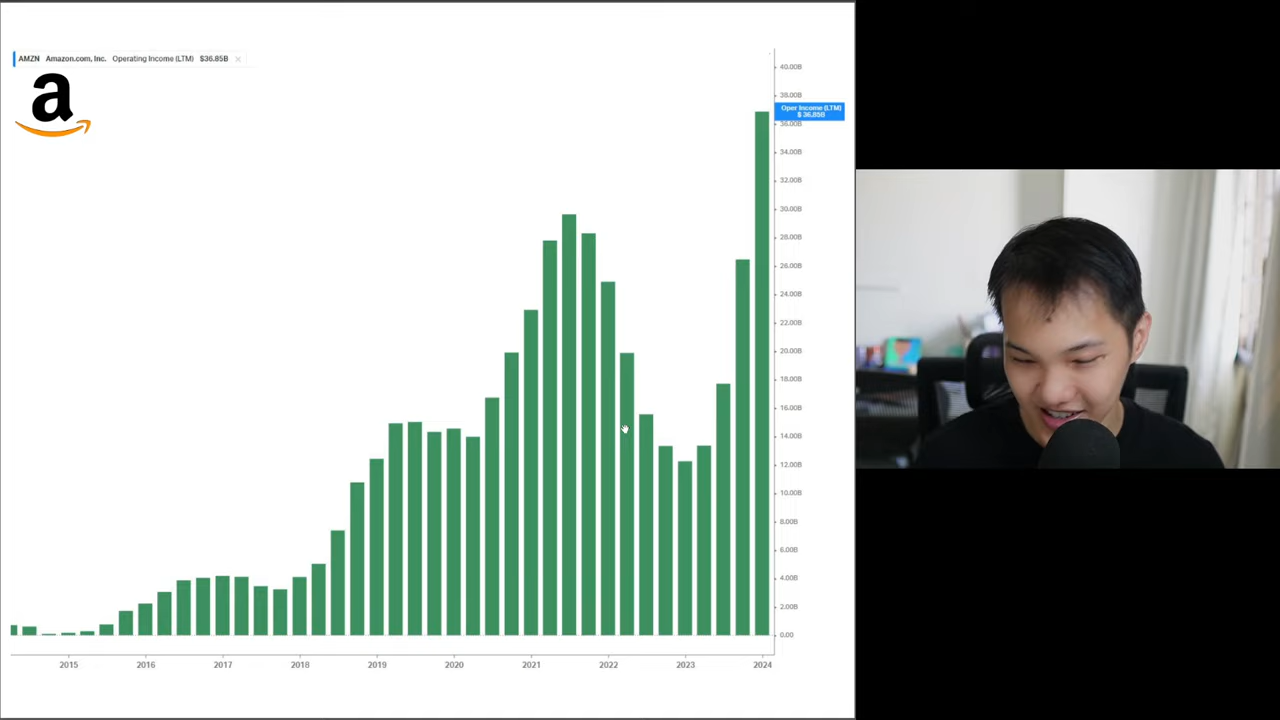 AMZN Amazon.com, Inc. Operating Income (LTM) $36.85B ×
a
40.00B
38.00B
Oper Income (LTM)
$ 36.85B
36.00B
34.00B
32.00B
30.00B
28.00B
26.00B
24.00B
22.00B
20.00B
18.00B
16.00B
14.00B
12.00B
10.00B
8.00B
6.00B
4.00B
2.00B
0.00
2015 2016 2017 2018 2019 2020 2021 2022 2023 2024